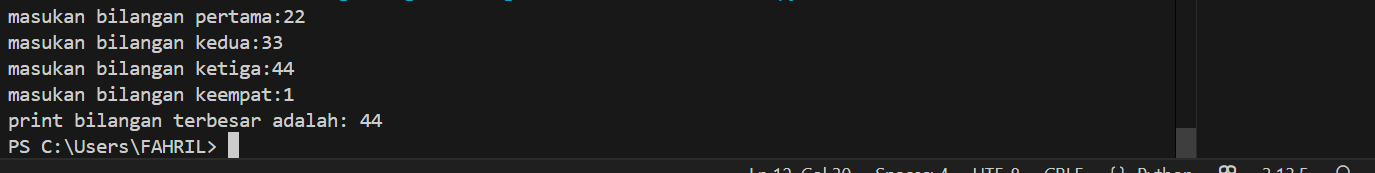 masukan bilangan pertama:22
masukan bilangan kedua:33
masukan bilangan ketiga:44
masukan bilangan keempat:1
print bilangan terbesar adalah: 44
PS C:\Users\FAHRIL>